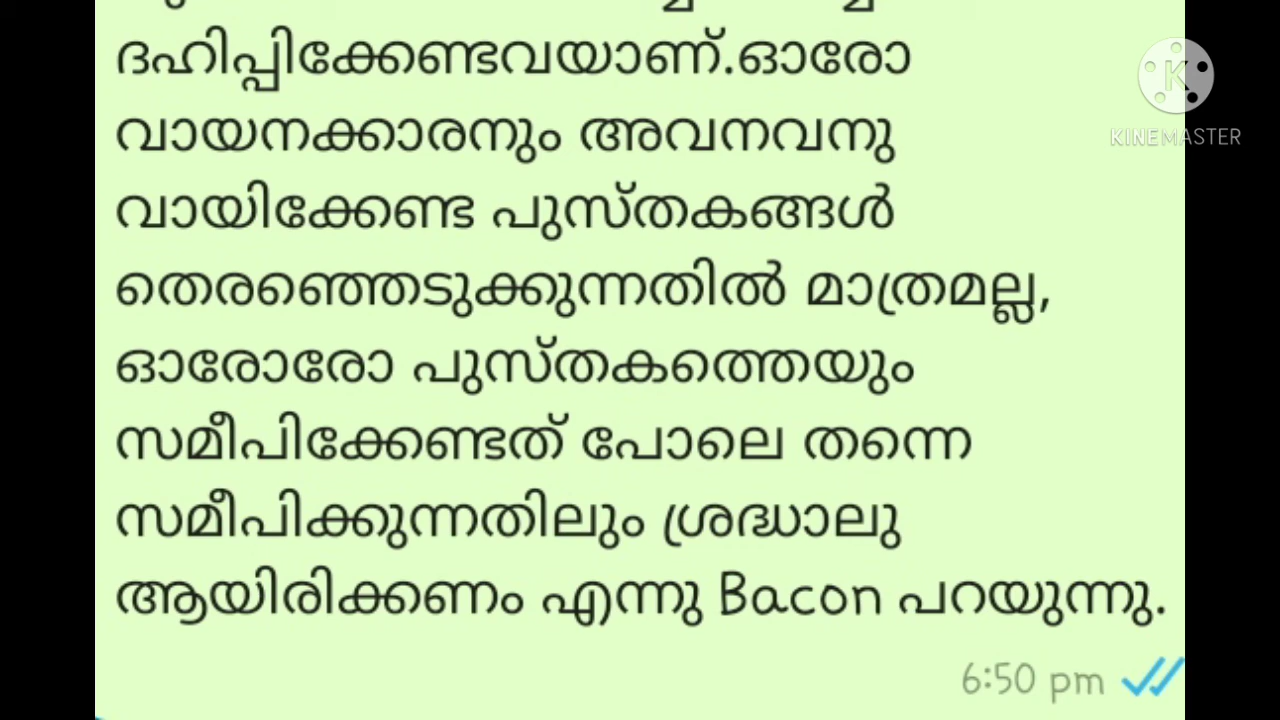 ദഹിപ്പിക്കേണ്ടവയാണ്.ഓരോ
വായനക്കാരനും അവനവനു
വായിക്കേണ്ട പുസ്തകങ്ങൾ
തെരഞ്ഞെടുക്കുന്നതിൽ മാത്രമല്ല,
ഓരോരോ പുസ്തകത്തെയും
സമീപിക്കേണ്ടത് പോലെ തന്നെ
സമീപിക്കുന്നതിലും ശ്രദ്ധാലു
ആയിരിക്കണം എന്നു Bacon പറയുന്നു.
6:50 pm
K
KINEMASTER